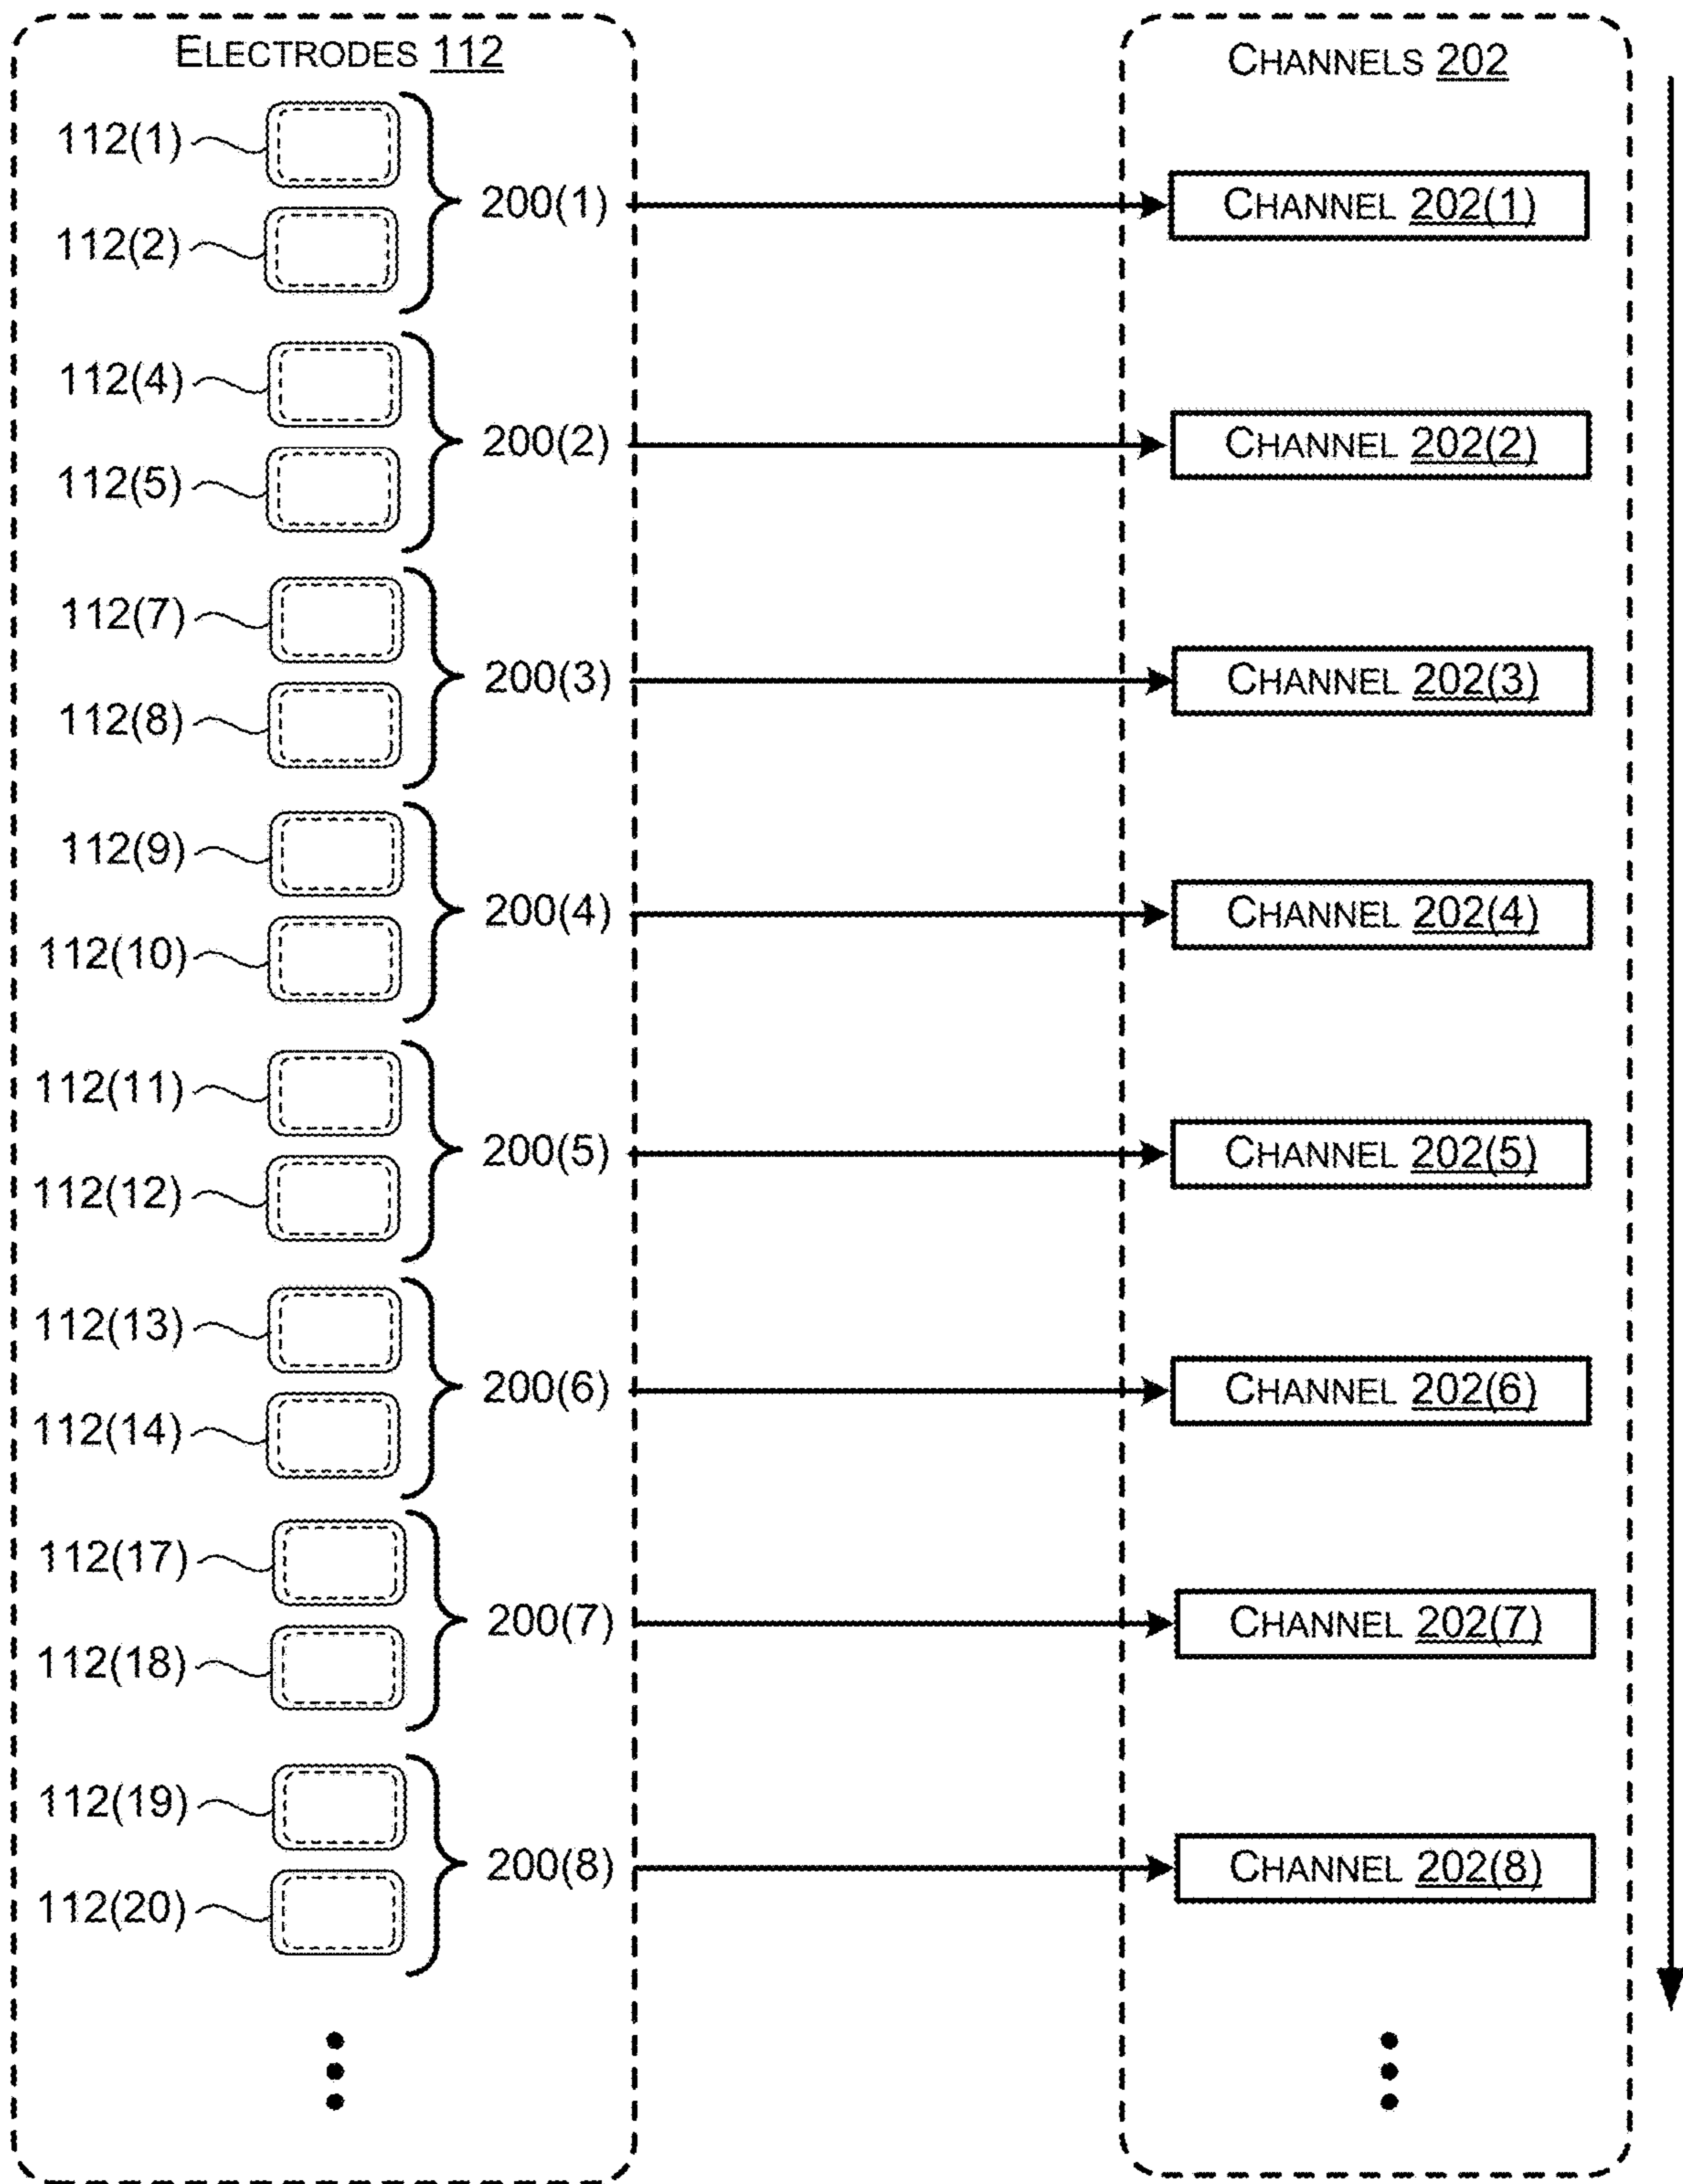 ELECTRODES 112
CHANNELS 202
112(1)
112(2)
200(1)
CHANNEL 202(1)
112(4)
112(5)
200(2)
CHANNEL 202(2)
112(7)
112(8)
200(3)
CHANNEL 202(3)
112(9)
112(10)
200(4)
CHANNEL 202(4)
112(11)
112(12)
200(5)
CHANNEL 202(5)
112(13)
112(14)
200(6)
CHANNEL 202(6)
112(17)
112(18)
200(7)
CHANNEL 202(7)
112(19)
112(20)
200(8)
CHANNEL 202(8)